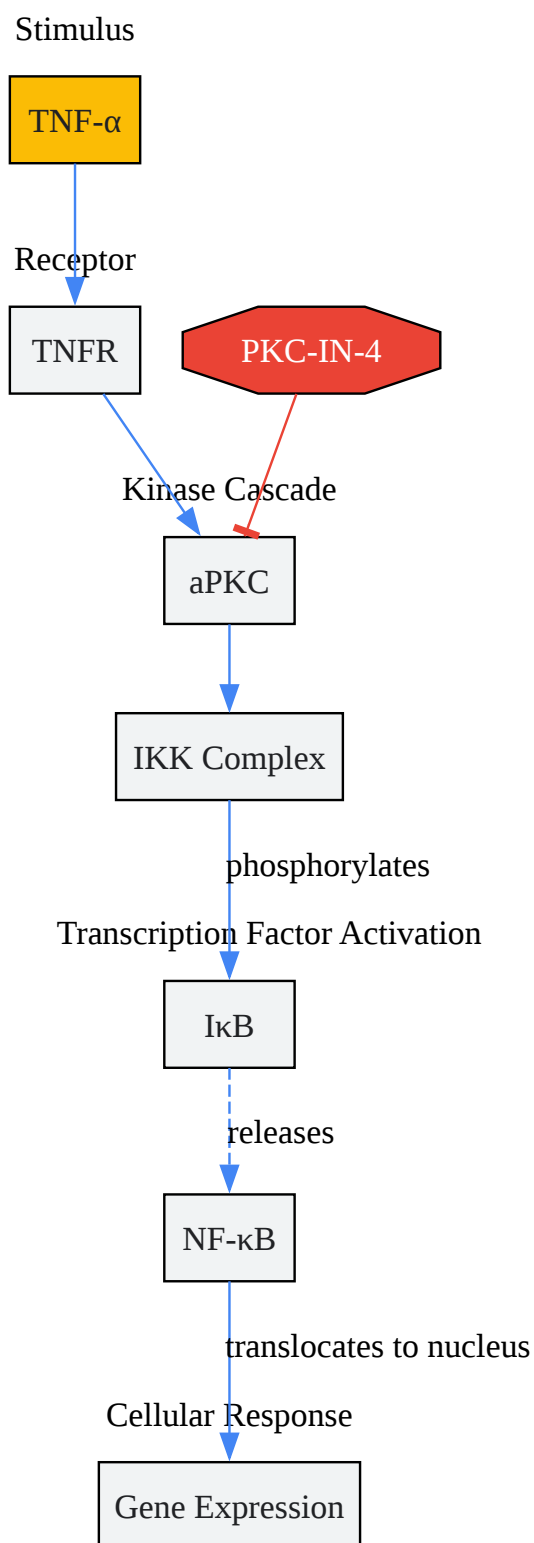 Stimulus
TNF-α
Receptor
TNFR
PKC-IN-4
Kinase Cascade
aPKC
IKK Complex
phosphorylates
Transcription Factor Activation
IκB
releases
NF-κB
translocates to nucleus
Cellular Response
Gene Expression